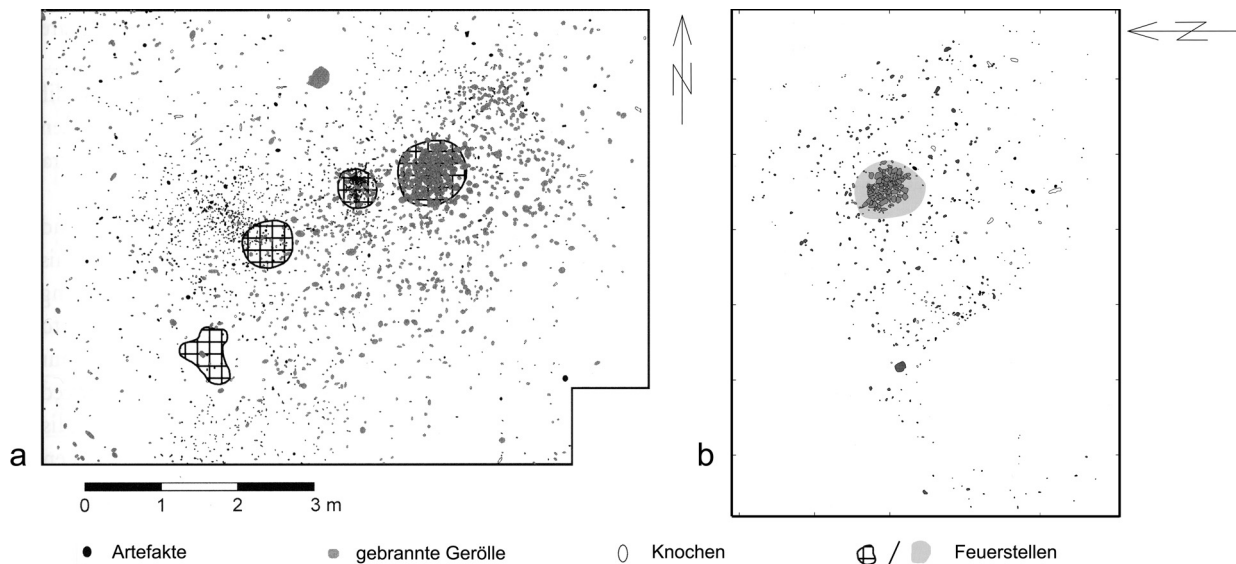 N
N
a
b
0 1 2 3 m
Artefakte gebrannte Gerölle Knochen / Feuerstellen